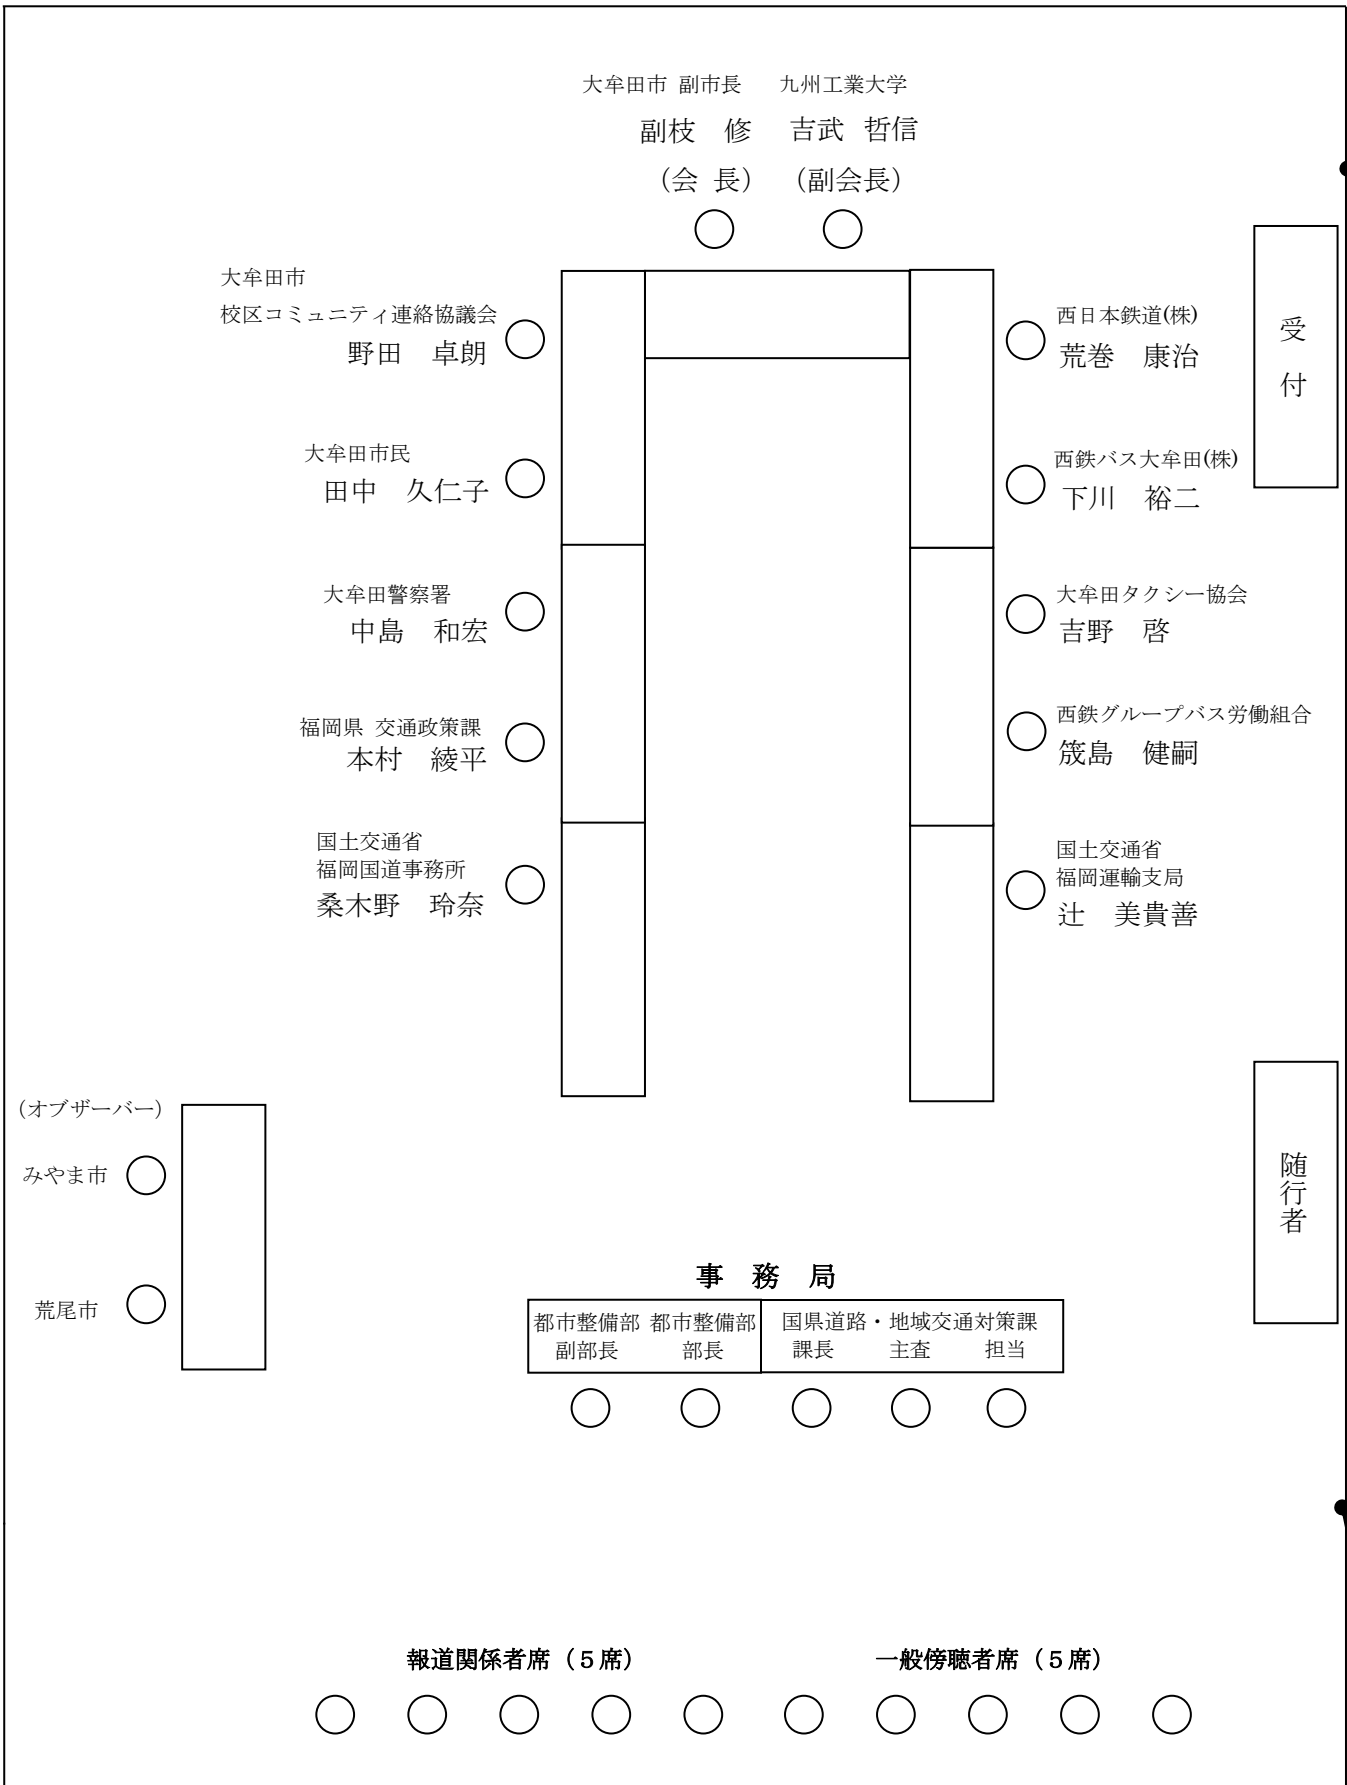 大牟田市 副市長
副枝 修
（会 長）
九州工業大学
吉武 哲信
（副会長）
大牟田市
校区コミュニティ連絡協議会
野田 卓朗
大牟田市民
田中 久仁子
大牟田警察署
中島 和宏
福岡県 交通政策課
本村 綾平
国土交通省
福岡国道事務所
桑木野 玲奈
西日本鉄道(株)
荒巻 康治
西鉄バス大牟田(株)
下川 裕二
大牟田タクシー協会
吉野 啓
西鉄グループバス労働組合
筬島 健嗣
国土交通省
福岡運輸支局
辻 美貴善
受付
随行者
（オブザーバー）
みやま市
荒尾市
事 務 局
都市整備部
副部長
都市整備部
部長
国県道路・地域交通対策課
課長 主査 担当
報道関係者席（５席）
一般傍聴者席（５席）